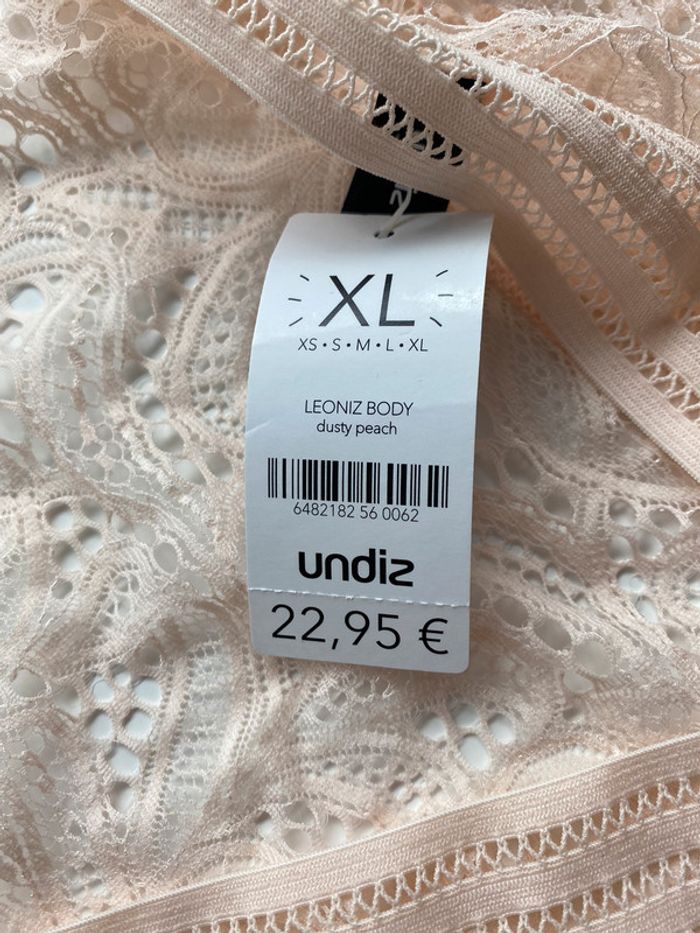 XL
XS • S • M • L • XL
LEONIZ BODY
dusty peach
6482182 56 0062
undiz
22,95 €